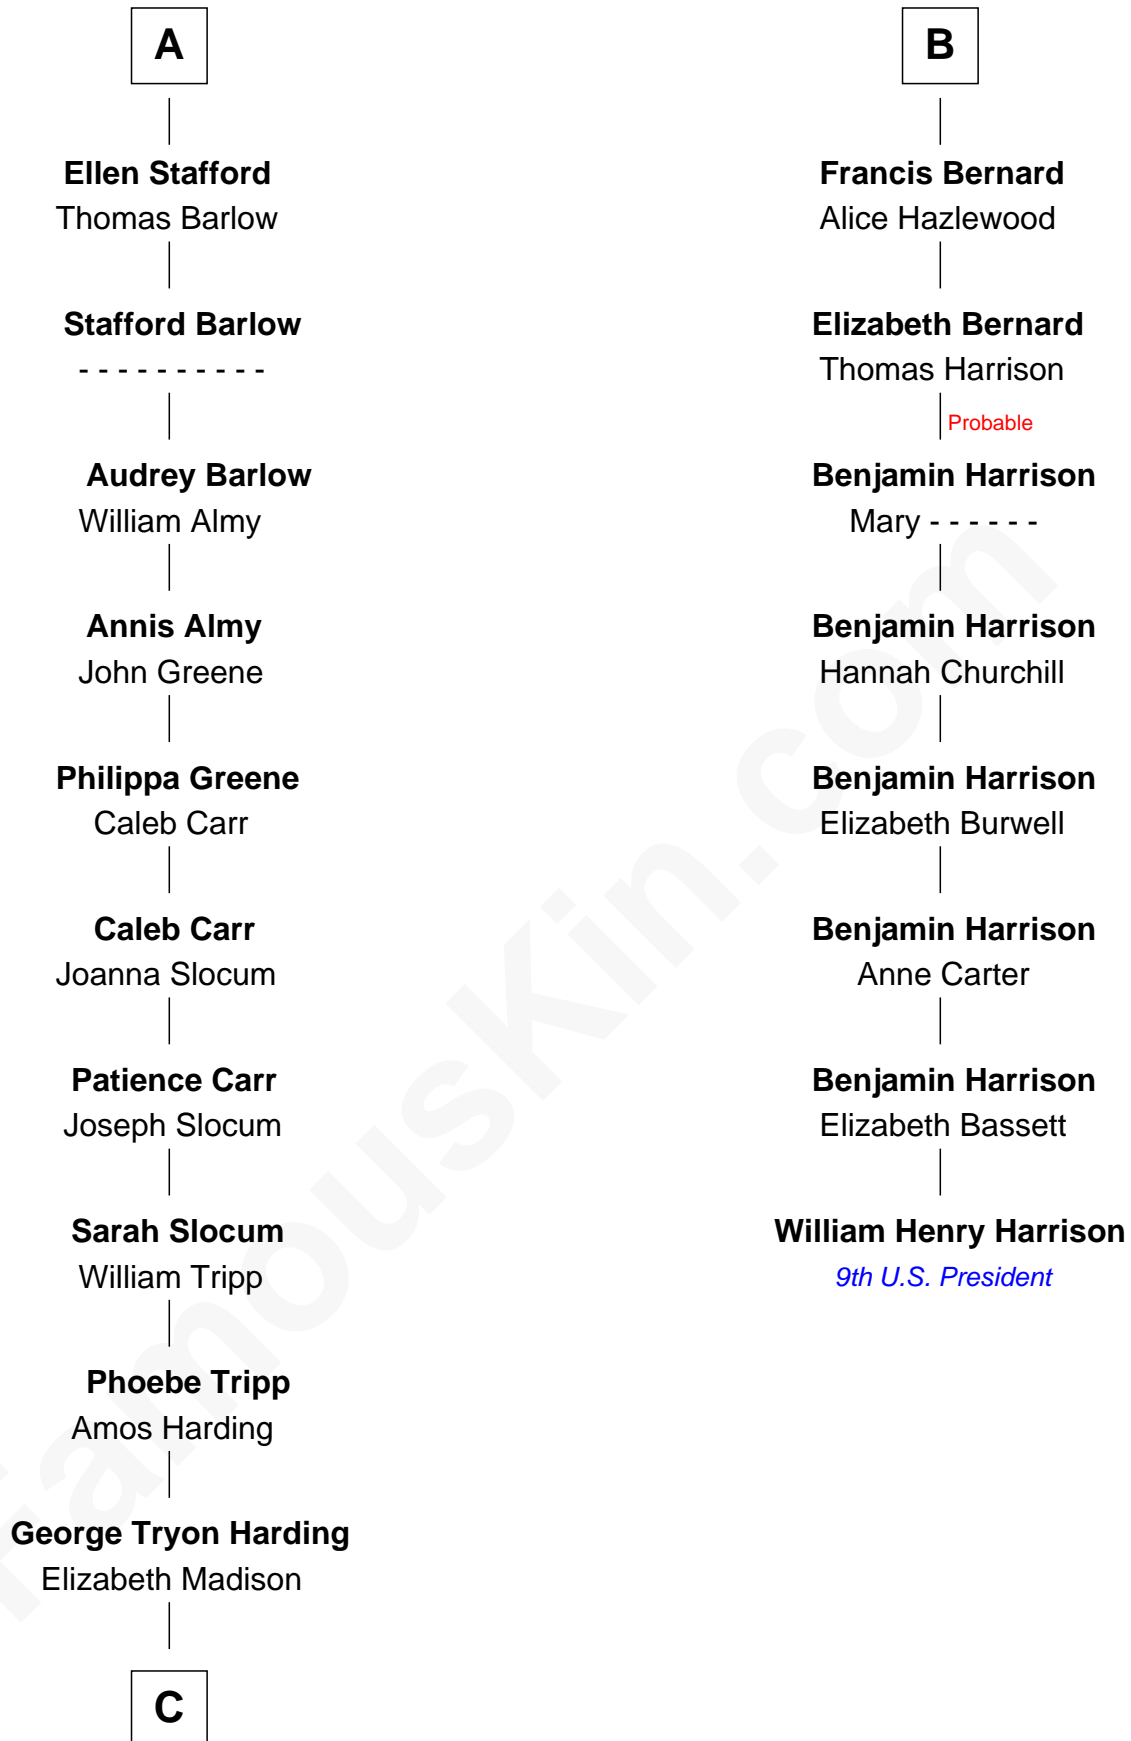 A
Ellen Stafford
Thomas Barlow
Stafford Barlow
- - - - - - - - - -
Audrey Barlow
William Almy
Annis Almy
John Greene
Philippa Greene
Caleb Carr
Caleb Carr
Joanna Slocum
Patience Carr
Joseph Slocum
Sarah Slocum
William Tripp
Phoebe Tripp
Amos Harding
George Tryon Harding
Elizabeth Madison
C
B
Francis Bernard
Alice Hazlewood
Elizabeth Bernard
Thomas Harrison
Probable
Benjamin Harrison
Mary - - - - - -
Benjamin Harrison
Hannah Churchill
Benjamin Harrison
Elizabeth Burwell
Benjamin Harrison
Anne Carter
Benjamin Harrison
Elizabeth Bassett
William Henry Harrison
9th U.S. President
FamousKin.com